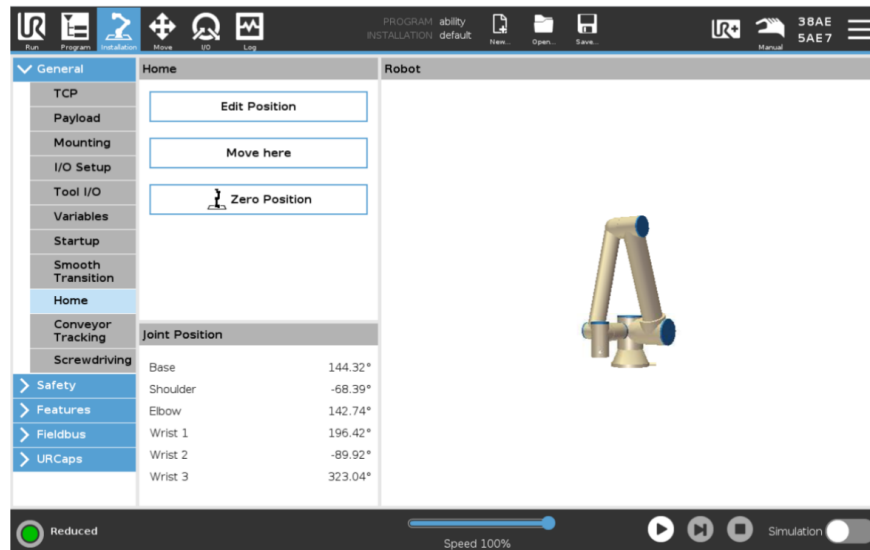 UR
UR+
PROGRAM ability
INSTALLATION default
38AE
5AE7
Run
Program
Installation
Move
I/O
Log
New...
Open...
Save...
Manual
General
Home
Robot
TCP
Payload
Mounting
I/O Setup
Tool I/O
Variables
Startup
Smooth
Transition
Home
Conveyor
Tracking
Screwdriving
Safety
Features
Fieldbus
URCaps
Edit Position
Move here
Zero Position
Joint Position
Base 144.32°
Shoulder -68.39°
Elbow 142.74°
Wrist 1 196.42°
Wrist 2 -89.92°
Wrist 3 323.04°
Reduced
Speed 100%
Simulation